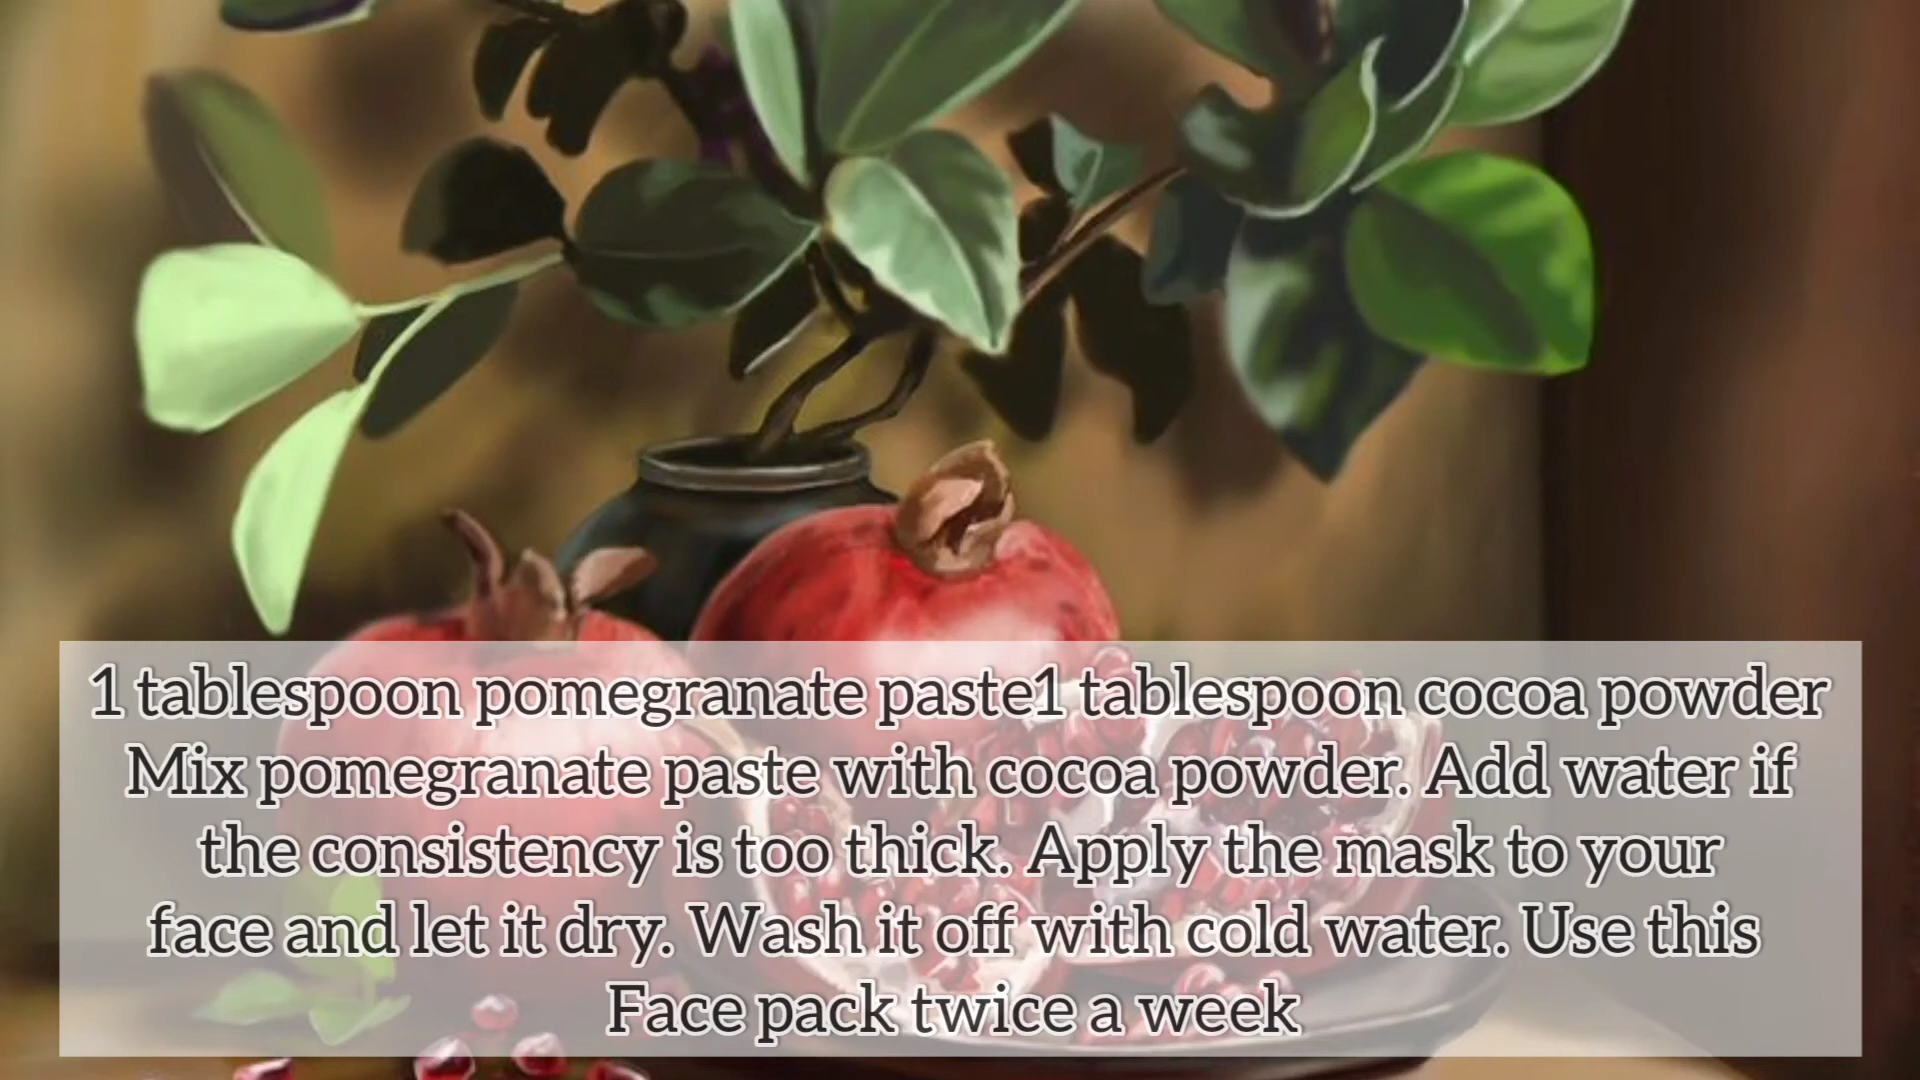 1 tablespoon pomegranate paste1 tablespoon cocoa powder
Mix pomegranate paste with cocoa powder. Add water if
the consistency is too thick. Apply the mask to your
face and let it dry. Wash it off with cold water. Use this
Face pack twice a week